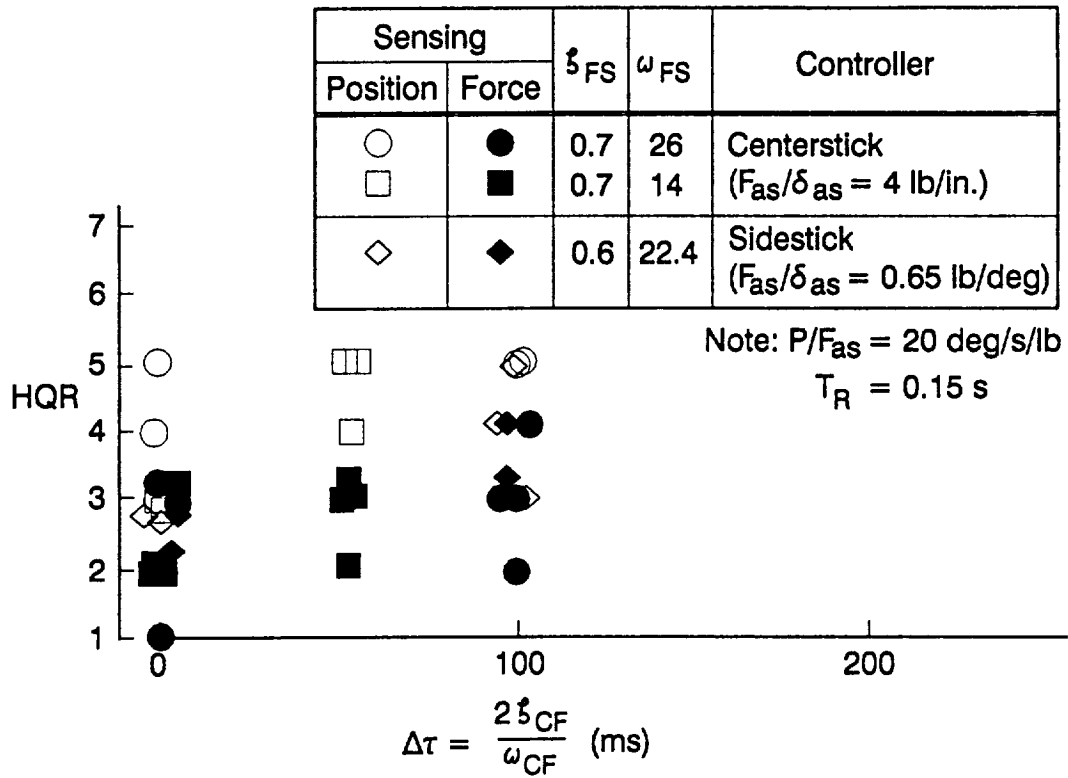 Sensing
Position Force ζFS ωFS Controller
0.7 26 Centerstick
0.7 14 (Fas/δas = 4 lb/in.)
0.6 22.4 Sidestick
(Fas/δas = 0.65 lb/deg)
Note: P/Fas = 20 deg/s/lb
TR = 0.15 s
7
6
5
HQR
4
3
2
1
0 100 200
Δτ = 2ζCF/ωCF (ms)